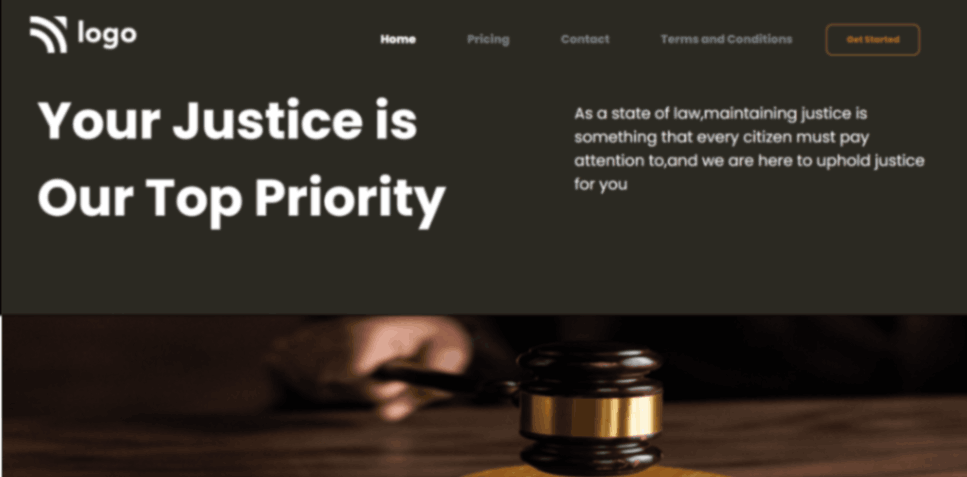 logo
Home Pricing Contact Terms and Conditions Get Started
Your Justice is
Our Top Priority
As a state of law,maintaining justice is
something that every citizen must pay
attention to,and we are here to uphold justice
for you